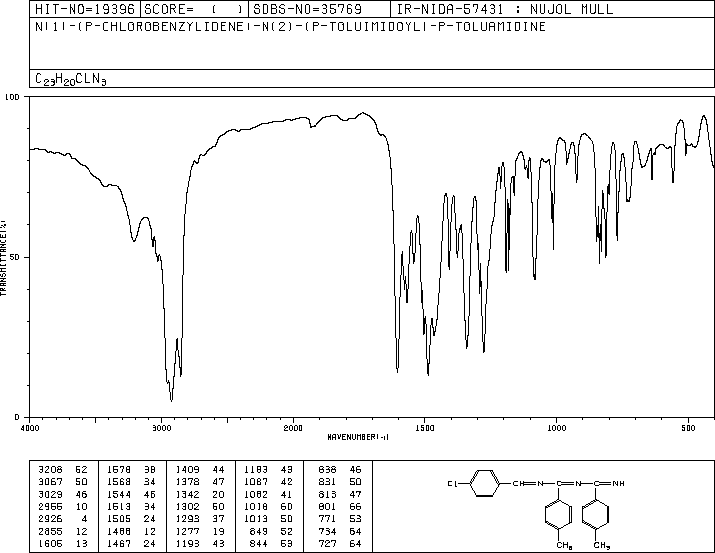 HIT-NO=19396 SCORE= ( ) SDBS-NO=35769 IR-NIDA-57431 : NUJOL MULL
N(1)-(P-CHLOROBENZYLIDENE)-N(2)-(P-TOLUIMIDOYL)-P-TOLUAMIDINE
C23H20CLN3
100
50
0
TRANSMITTANCE(%)
4000 3000 2000 1500 1000 500
WAVENUMBER(-1)
3208 52 1578 38 1409 44 1183 43 838 46
3067 50 1568 34 1378 47 1087 42 831 50
3029 46 1544 46 1342 20 1082 41 813 47
2955 10 1513 34 1302 60 1018 60 801 66
2926 4 1505 24 1293 37 1013 50 771 53
2855 12 1488 12 1277 19 849 52 734 64
1605 13 1467 24 1193 43 844 53 727 64
Cl CH=N C=N C=NH
CH3 CH3